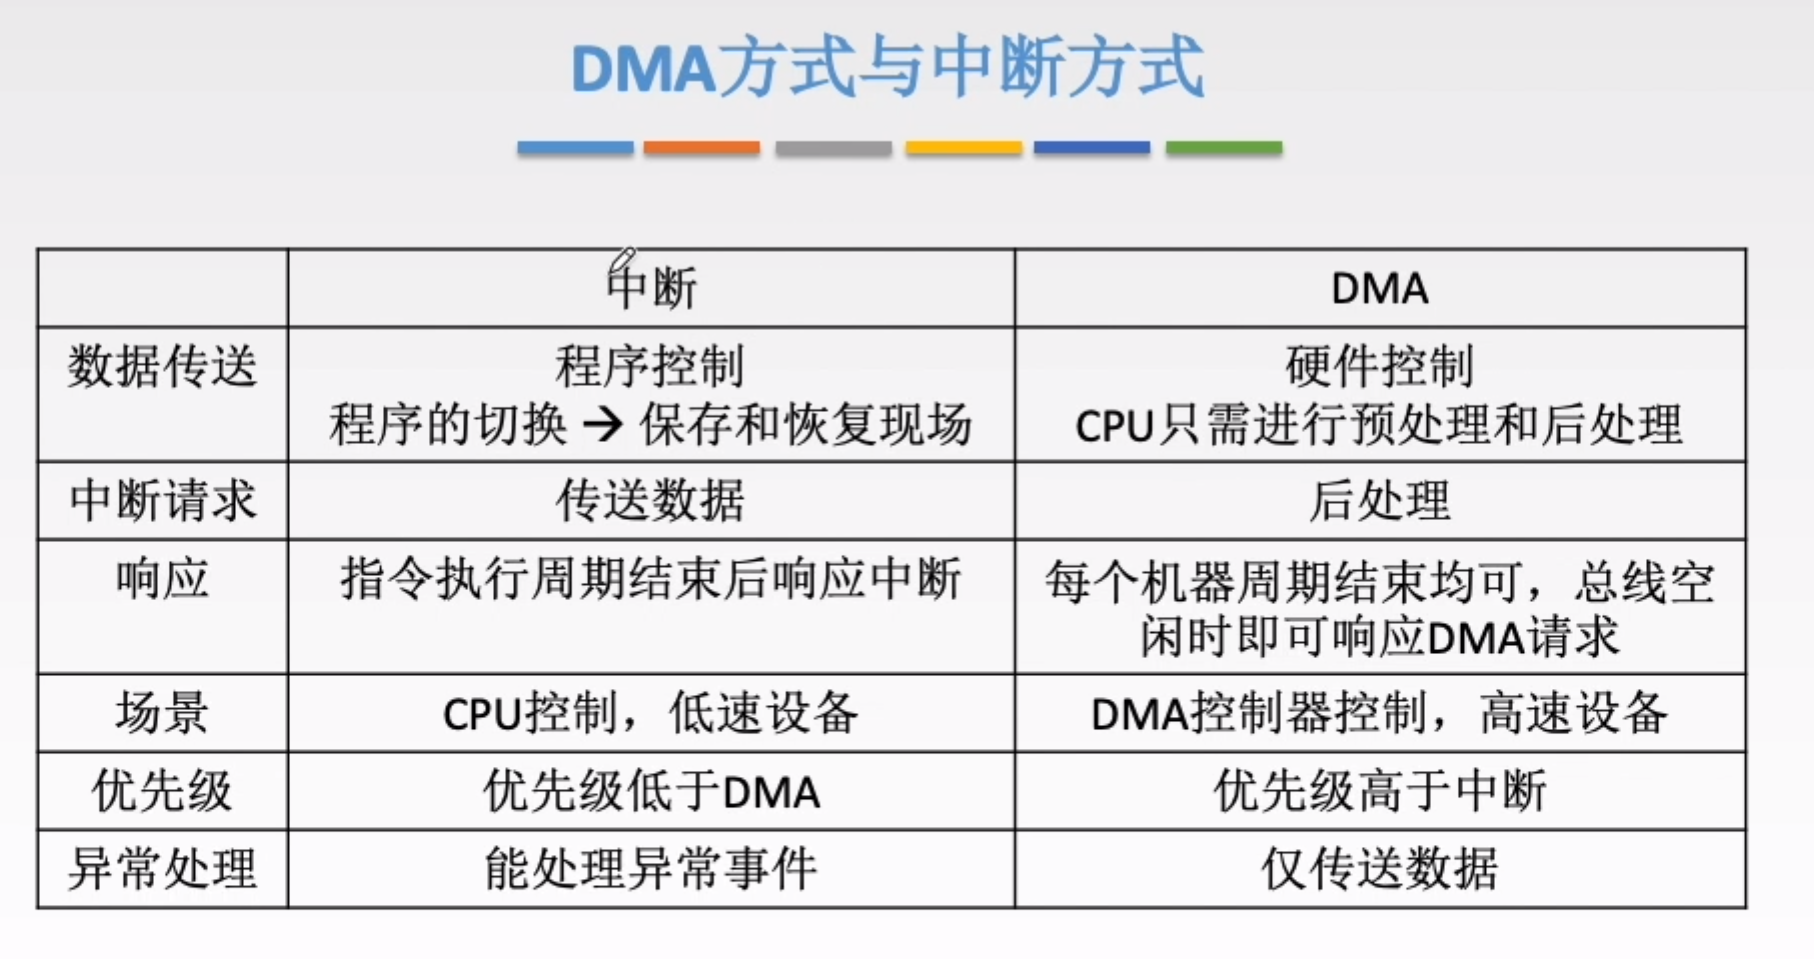 DMA方式与中断方式
中断
DMA
数据传送
程序控制
程序的切换 → 保存和恢复现场
硬件控制
CPU只需进行预处理和后处理
中断请求
传送数据
后处理
响应
指令执行周期结束后响应中断
每个机器周期结束均可，总线空
闲时即可响应DMA请求
场景
CPU控制，低速设备
DMA控制器控制，高速设备
优先级
优先级低于DMA
优先级高于中断
异常处理
能处理异常事件
仅传送数据